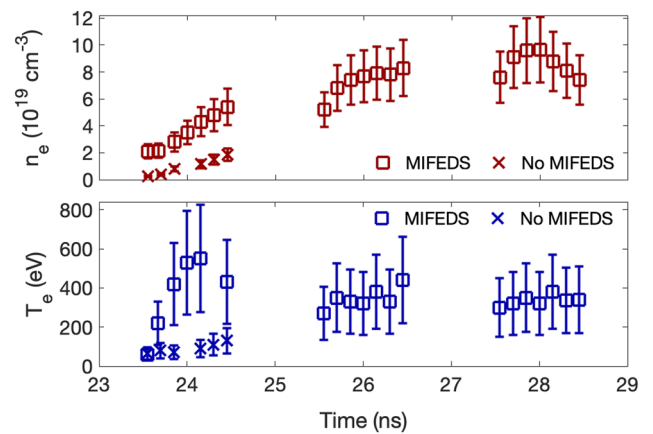 12
10
8
6
4
2
0
n_e (10^19 cm^-3)
MIFEDS
No MIFEDS
800
600
400
200
0
T_e (eV)
MIFEDS
No MIFEDS
23
24
25
26
27
28
29
Time (ns)